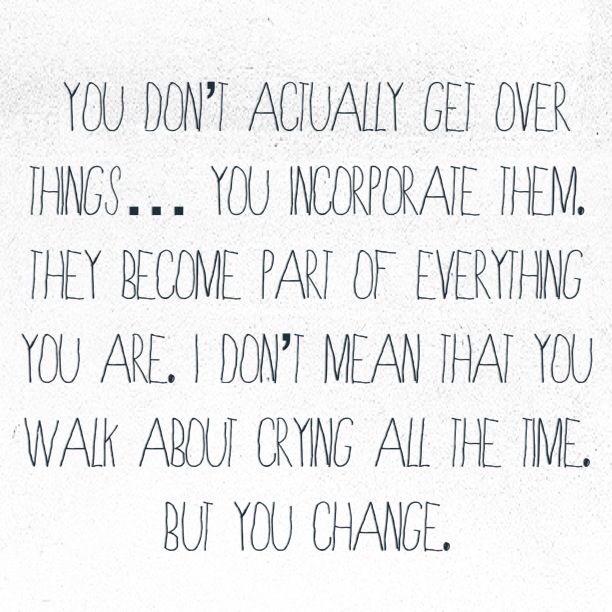 YOU DON'T ACTUALLY GET OVER
THINGS... YOU INCORPORATE THEM.
THEY BECOME PART OF EVERYTHING
YOU ARE. I DON'T MEAN THAT YOU
WALK ABOUT CRYING ALL THE TIME.
BUT YOU CHANGE.